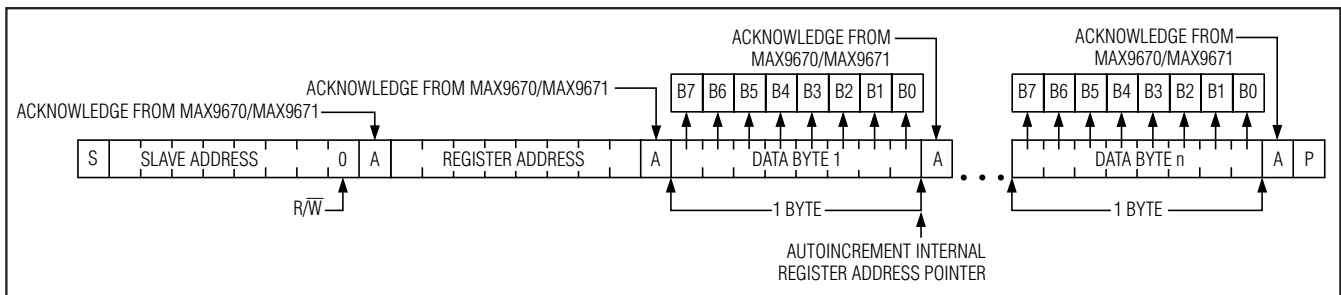 ACKNOWLEDGE FROM
MAX9670/MAX9671
ACKNOWLEDGE FROM
MAX9670/MAX9671
ACKNOWLEDGE FROM MAX9670/MAX9671
B7 B6 B5 B4 B3 B2 B1 B0
B7 B6 B5 B4 B3 B2 B1 B0
ACKNOWLEDGE FROM MAX9670/MAX9671
S SLAVE ADDRESS 0 A REGISTER ADDRESS A DATA BYTE 1 A DATA BYTE n A P
R/W̅
1 BYTE
1 BYTE
AUTOINCREMENT INTERNAL
REGISTER ADDRESS POINTER